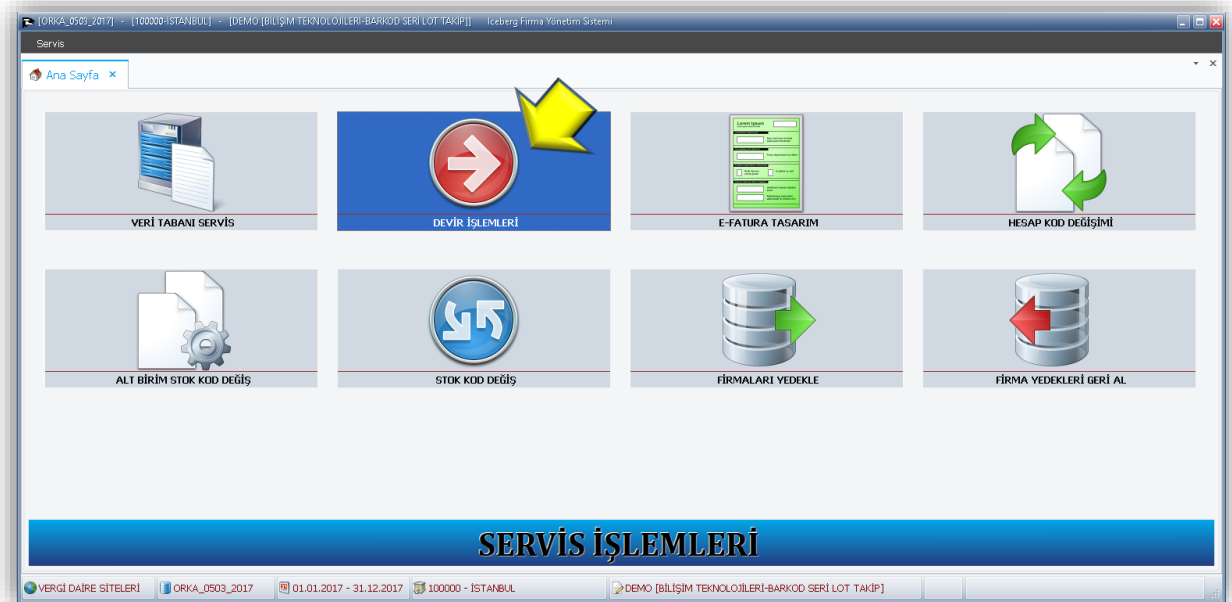 [ORKA_0503_2017] - [100000-İSTANBUL] - [DEMO [BİLİŞİM TEKNOLOJİLERİ-BARKOD SERİ LOT TAKİP]] Iceberg Firma Yönetim Sistemi
Servis
Ana Sayfa
VERİ TABANI SERVİS
DEVİR İŞLEMLERİ
E-FATURA TASARIM
HESAP KOD DEĞİŞİMİ
ALT BİRİM STOK KOD DEĞİŞ
STOK KOD DEĞİŞ
FİRMALARI YEDEKLE
FİRMA YEDEKLERİ GERİ AL
SERVİS İŞLEMLERİ
VERGİ DAİRE SİTELERİ ORKA_0503_2017 01.01.2017 - 31.12.2017 100000 - İSTANBUL DEMO [BİLİŞİM TEKNOLOJİLERİ-BARKOD SERİ LOT TAKİP]